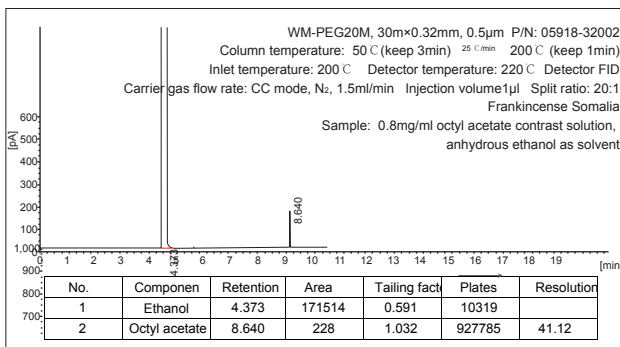 WM-PEG20M, 30m×0.32mm, 0.5μm P/N: 05918-32002
Column temperature: 50℃(keep 3min) 25℃/min 200℃ (keep 1min)
Inlet temperature: 200℃ Detector temperature: 220℃ Detector FID
Carrier gas flow rate: CC mode, N₂, 1.5ml/min Injection volume1μl Split ratio: 20:1
Frankincense Somalia
Sample: 0.8mg/ml octyl acetate contrast solution,
anhydrous ethanol as solvent
[pA]
600
500
400
300
200
100
1,000
0
900
800
700
4.373
8.640
0 1 2 3 4 5 6 7 8 9 10 11 12 13 14 15 16 17 18 19
[min
No. Componen Retention Area Tailing facto Plates Resolution
1 Ethanol 4.373 171514 0.591 10319
2 Octyl acetate 8.640 228 1.032 927785 41.12